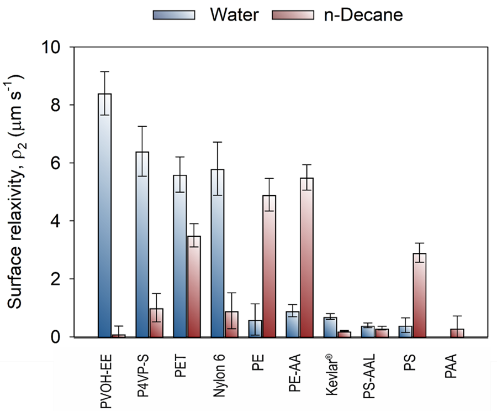 Water n-Decane
Surface relaxivity, ρ2 (μm s-1)
10
8
6
4
2
0
PVOH-EE
P4VP-S
PET
Nylon 6
PE
PE-AA
Kevlar®
PS-AAL
PS
PAA